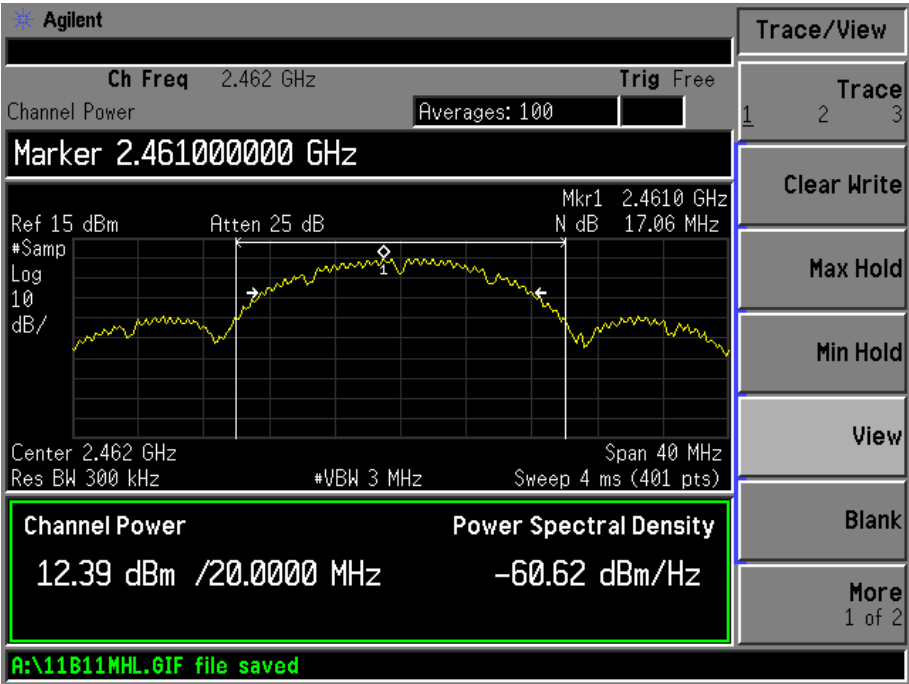 Agilent
Trace/View
Ch Freq 2.462 GHz Trig Free
Channel Power Averages: 100
Trace
1 2 3
Marker 2.461000000 GHz
Clear Write
Mkr1 2.4610 GHz
Ref 15 dBm Atten 25 dB N dB 17.06 MHz
#Samp
Log
10
dB/
1
Max Hold
Min Hold
View
Center 2.462 GHz Span 40 MHz
Res BW 300 kHz #VBW 3 MHz Sweep 4 ms (401 pts)
Channel Power Power Spectral Density
12.39 dBm /20.0000 MHz -60.62 dBm/Hz
Blank
More
1 of 2
A:\11B11MHL.GIF file saved